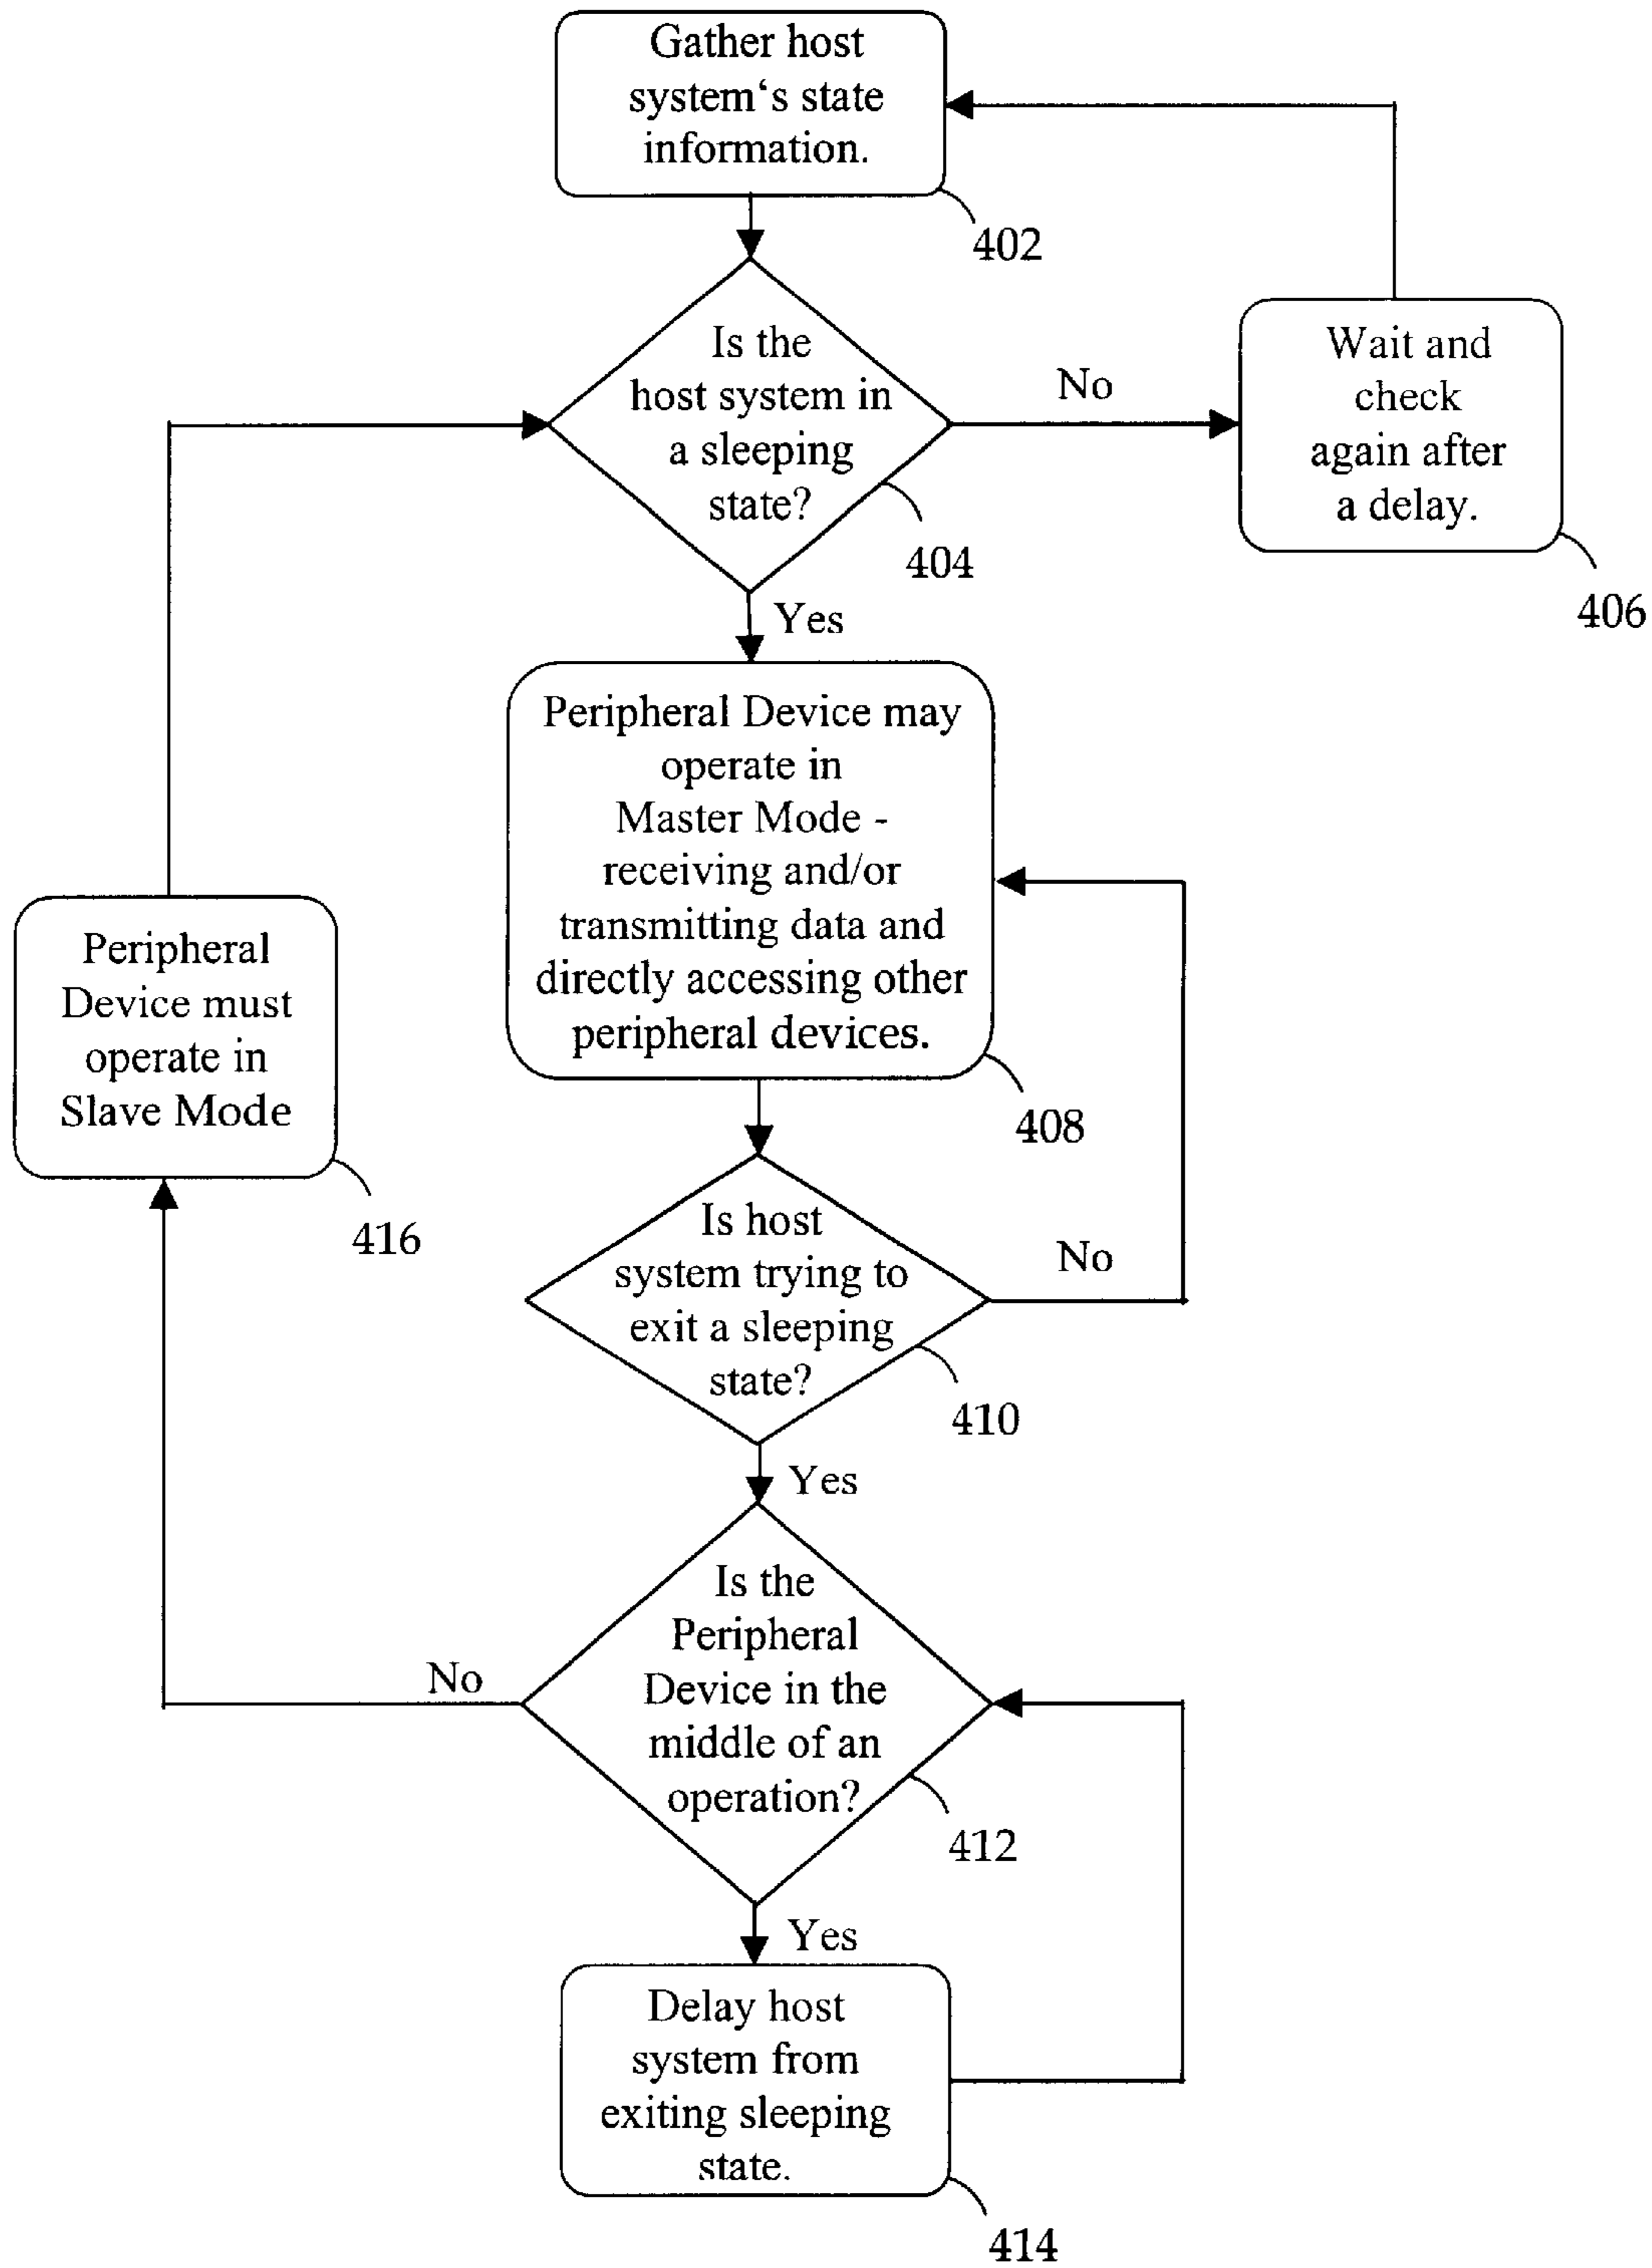 Gather host
system‘s state
information.
402
Is the
host system in
a sleeping
state?
404
No
Wait and
check
again after
a delay.
406
Yes
Peripheral Device may
operate in
Master Mode -
receiving and/or
transmitting data and
directly accessing other
peripheral devices.
408
Peripheral
Device must
operate in
Slave Mode
416
Is host
system trying to
exit a sleeping
state?
410
No
Yes
Is the
Peripheral
Device in the
middle of an
operation?
412
No
Yes
Delay host
system from
exiting sleeping
state.
414